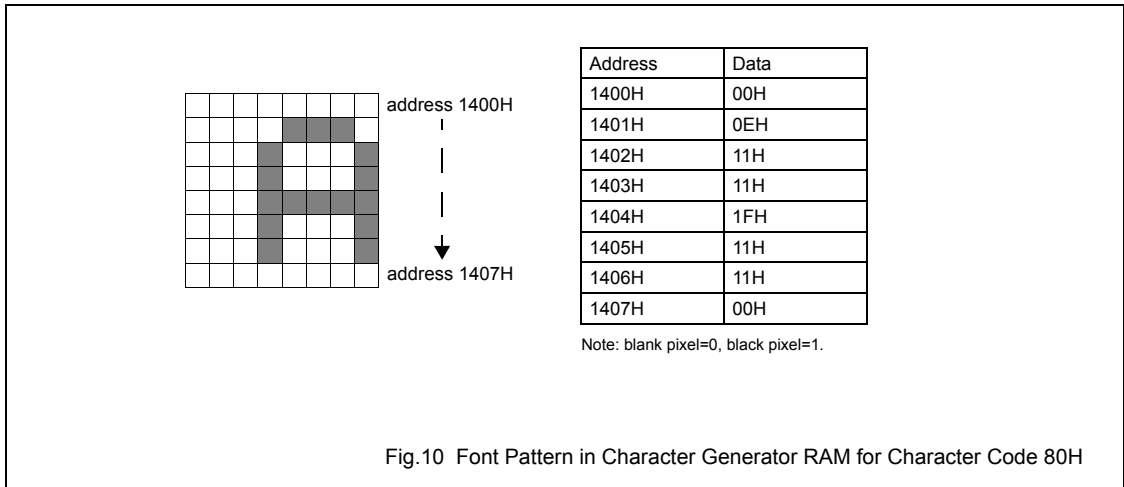 address 1400H
address 1407H
Address Data
1400H 00H
1401H 0EH
1402H 11H
1403H 11H
1404H 1FH
1405H 11H
1406H 11H
1407H 00H
Note: blank pixel=0, black pixel=1.
Fig.10 Font Pattern in Character Generator RAM for Character Code 80H